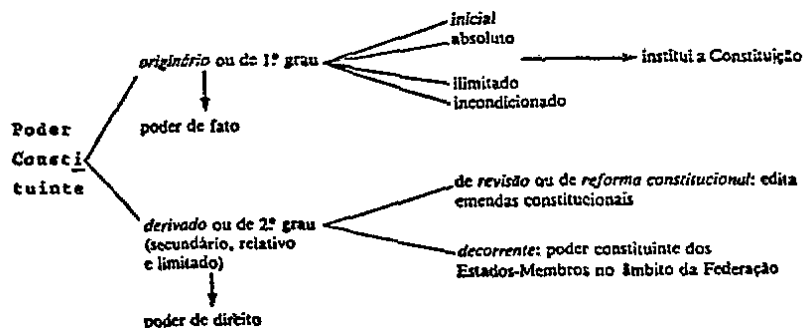 inicial
absoluto
originário ou de 1º grau
institui a Constituição
ilimitado
incondicionado
poder de fato
Poder
Consti
tuinte
de revisão ou de reforma constitucional: edita
emendas constitucionais
derivado ou de 2º grau
(secundário, relativo
e limitado)
decorrente: poder constituinte dos
Estados-Membros no âmbito da Federação
poder de direito